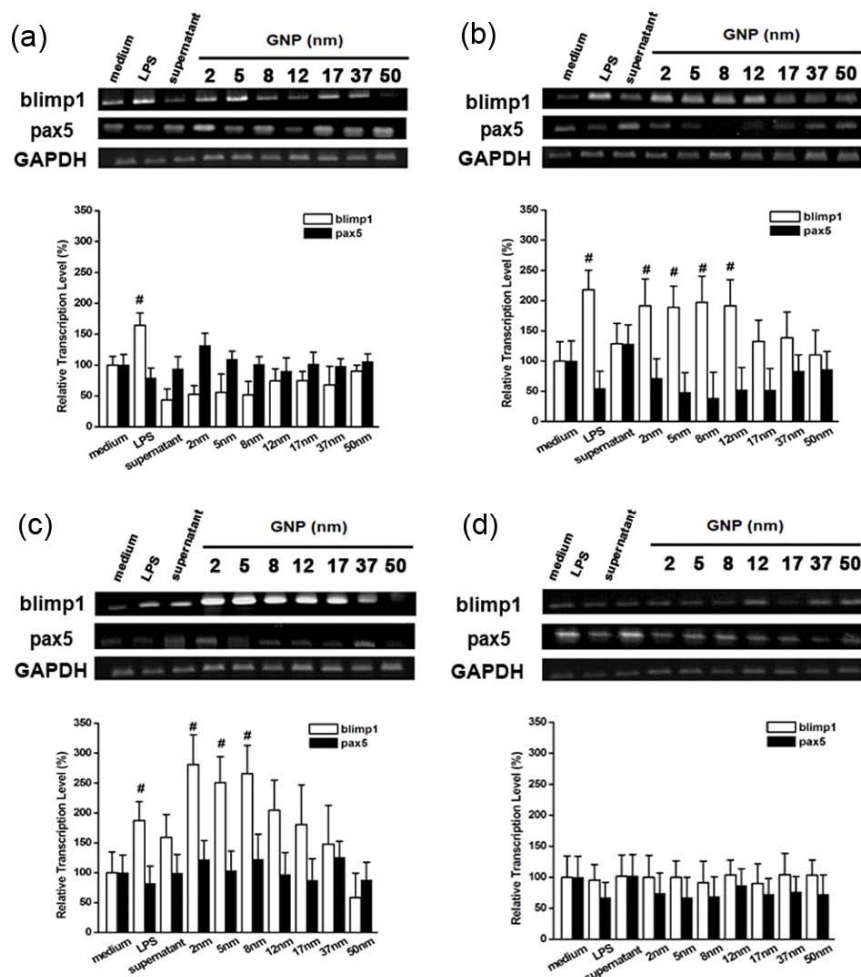 (a)
medium LPS supernatant GNP (nm)
2 5 8 12 17 37 50
blimp1
pax5
GAPDH
350
300
250
200
150
100
50
0
Relative Transcription Level (%)
blimp1
pax5
#
medium LPS supernatant 2nm 5nm 8nm 12nm 17nm 37nm 50nm
(b)
medium LPS supernatant GNP (nm)
2 5 8 12 17 37 50
blimp1
pax5
GAPDH
350
300
250
200
150
100
50
0
Relative Transcription Level (%)
blimp1
pax5
# # # # #
medium LPS supernatant 2nm 5nm 8nm 12nm 17nm 37nm 50nm
(c)
medium LPS supernatant GNP (nm)
2 5 8 12 17 37 50
blimp1
pax5
GAPDH
350
300
250
200
150
100
50
0
Relative Transcription Level (%)
blimp1
pax5
# # # #
medium LPS supernatant 2nm 5nm 8nm 12nm 17nm 37nm 50nm
(d)
medium LPS supernatant GNP (nm)
2 5 8 12 17 37 50
blimp1
pax5
GAPDH
350
300
250
200
150
100
50
0
Relative Transcription Level (%)
blimp1
pax5
medium LPS supernatant 2nm 5nm 8nm 12nm 17nm 37nm 50nm